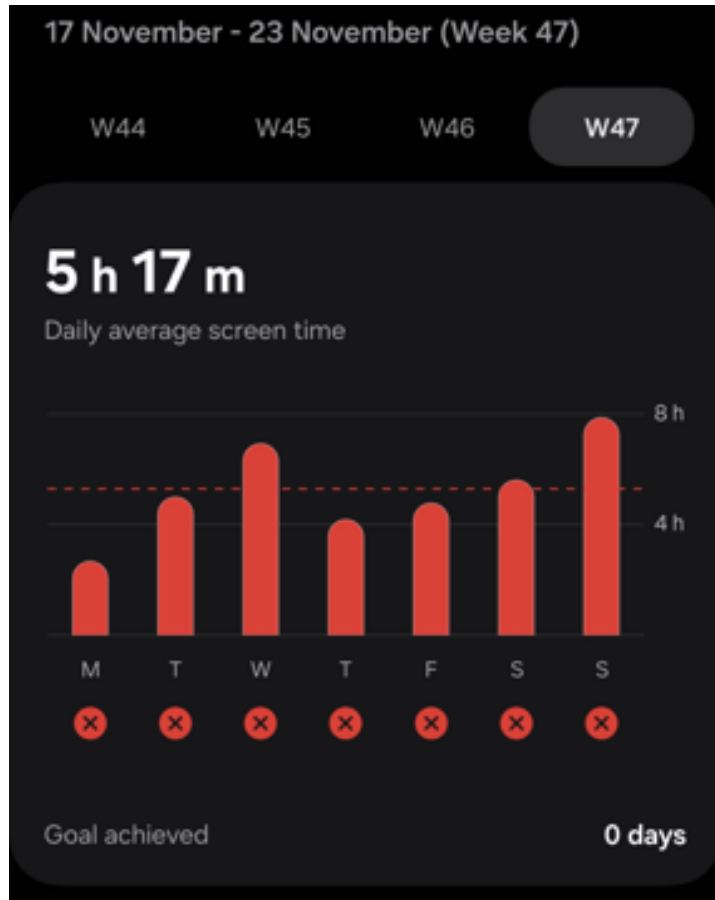 17 November - 23 November (Week 47)
W44 W45 W46 W47
5 h 17 m
Daily average screen time
8 h
4 h
M T W T F S S
Goal achieved 0 days